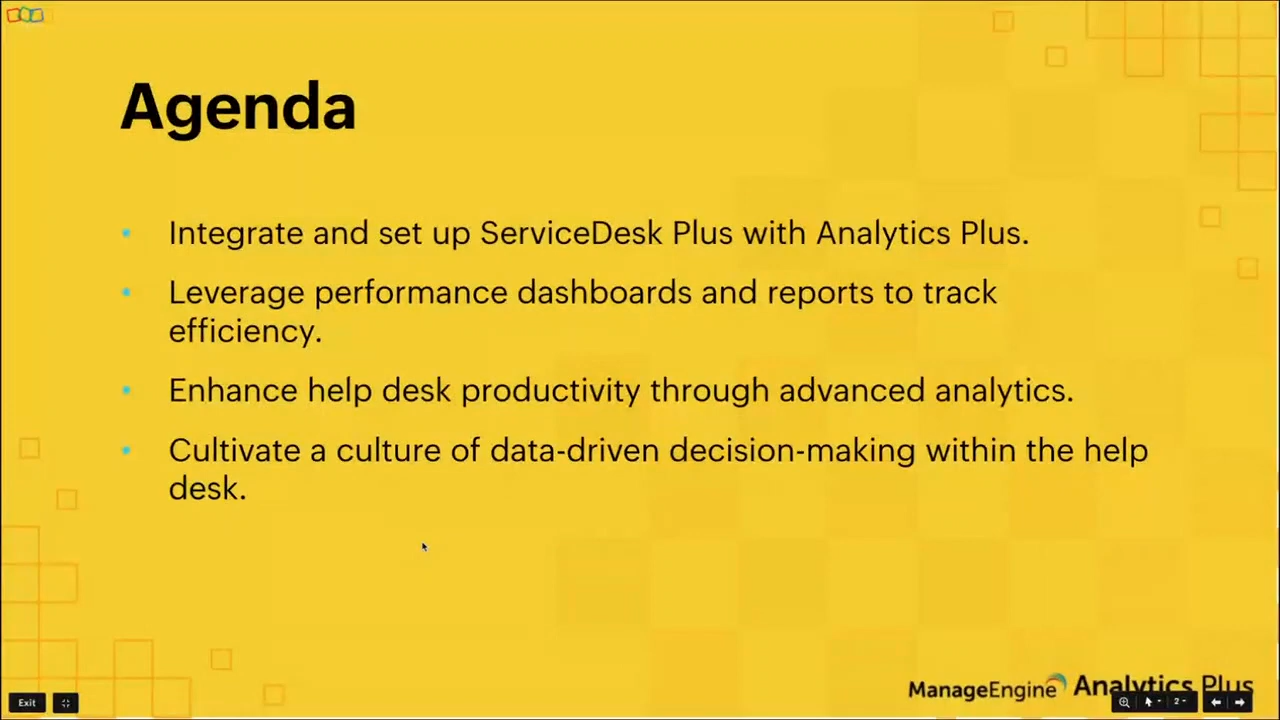 Agenda
Integrate and set up ServiceDesk Plus with Analytics Plus.
Leverage performance dashboards and reports to track
efficiency.
Enhance help desk productivity through advanced analytics.
Cultivate a culture of data-driven decision-making within the help
desk.
ManageEngine Analytics Plus
Exit
2